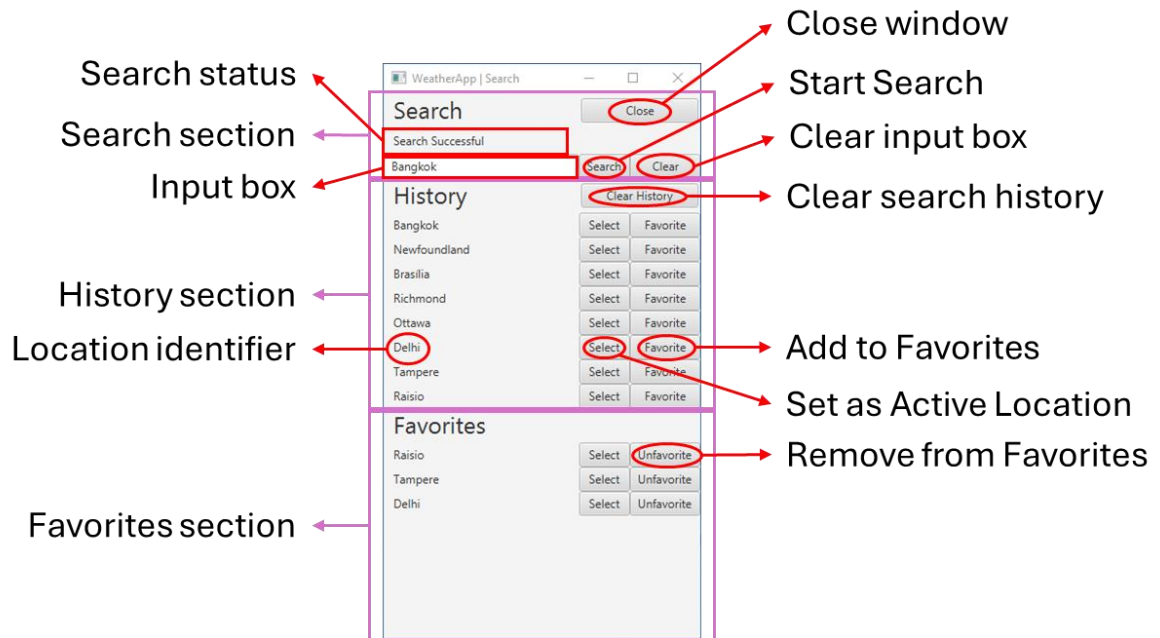 Close window
Search status
Start Search
Search section
Clear input box
Input box
Clear search history
History section
Location identifier
Add to Favorites
Set as Active Location
Remove from Favorites
Favorites section
WeatherApp | Search
Search
Close
Search Successful
Bangkok
Search
Clear
History
Clear History
Bangkok Select Favorite
Newfoundland Select Favorite
Brasília Select Favorite
Richmond Select Favorite
Ottawa Select Favorite
Delhi Select Favorite
Tampere Select Favorite
Raisio Select Favorite
Favorites
Raisio Select Unfavorite
Tampere Select Unfavorite
Delhi Select Unfavorite